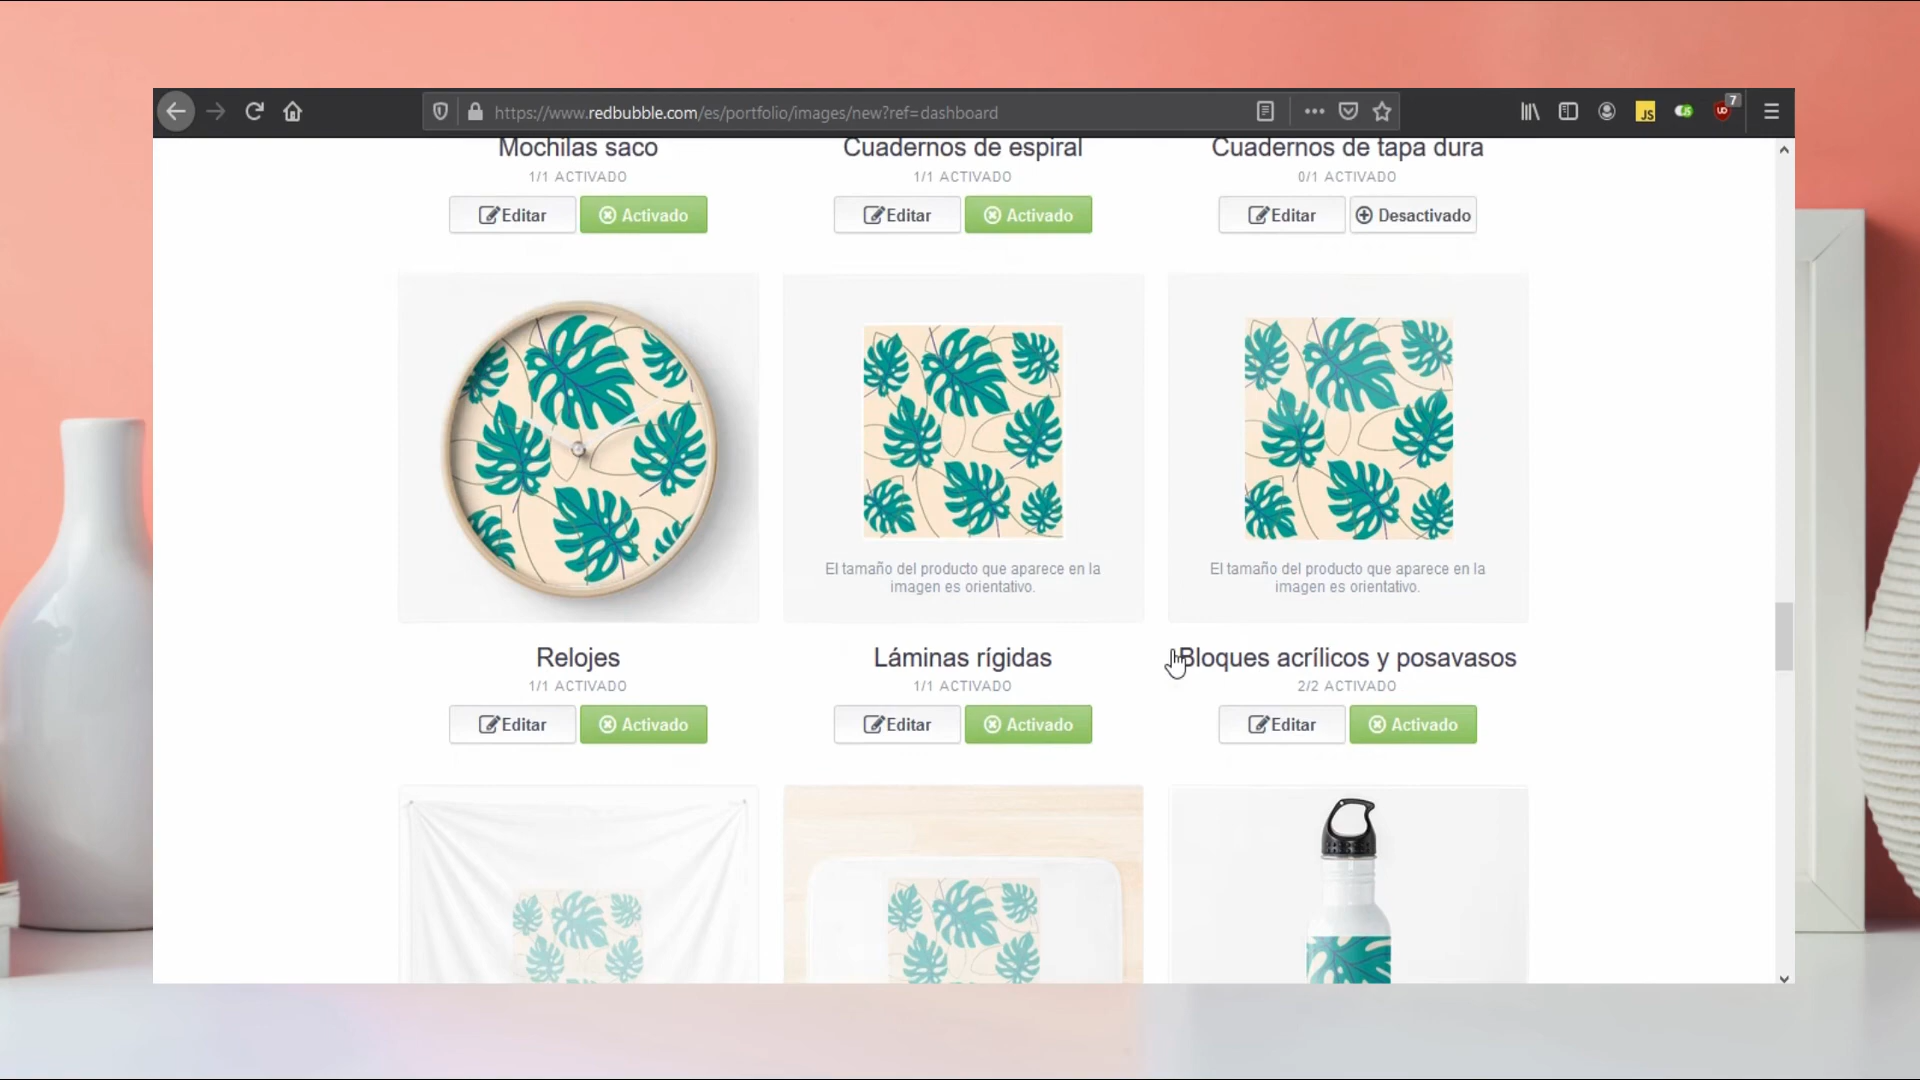 https://www.redbubble.com/es/portfolio/images/new?ref=dashboard
JS
7
Mochilas saco
Cuadernos de espiral
Cuadernos de tapa dura
1/1 ACTIVADO
1/1 ACTIVADO
0/1 ACTIVADO
Editar
Activado
Editar
Activado
Editar
Desactivado
El tamaño del producto que aparece en la
imagen es orientativo.
El tamaño del producto que aparece en la
imagen es orientativo.
Relojes
Láminas rígidas
Bloques acrílicos y posavasos
1/1 ACTIVADO
1/1 ACTIVADO
2/2 ACTIVADO
Editar
Activado
Editar
Activado
Editar
Activado